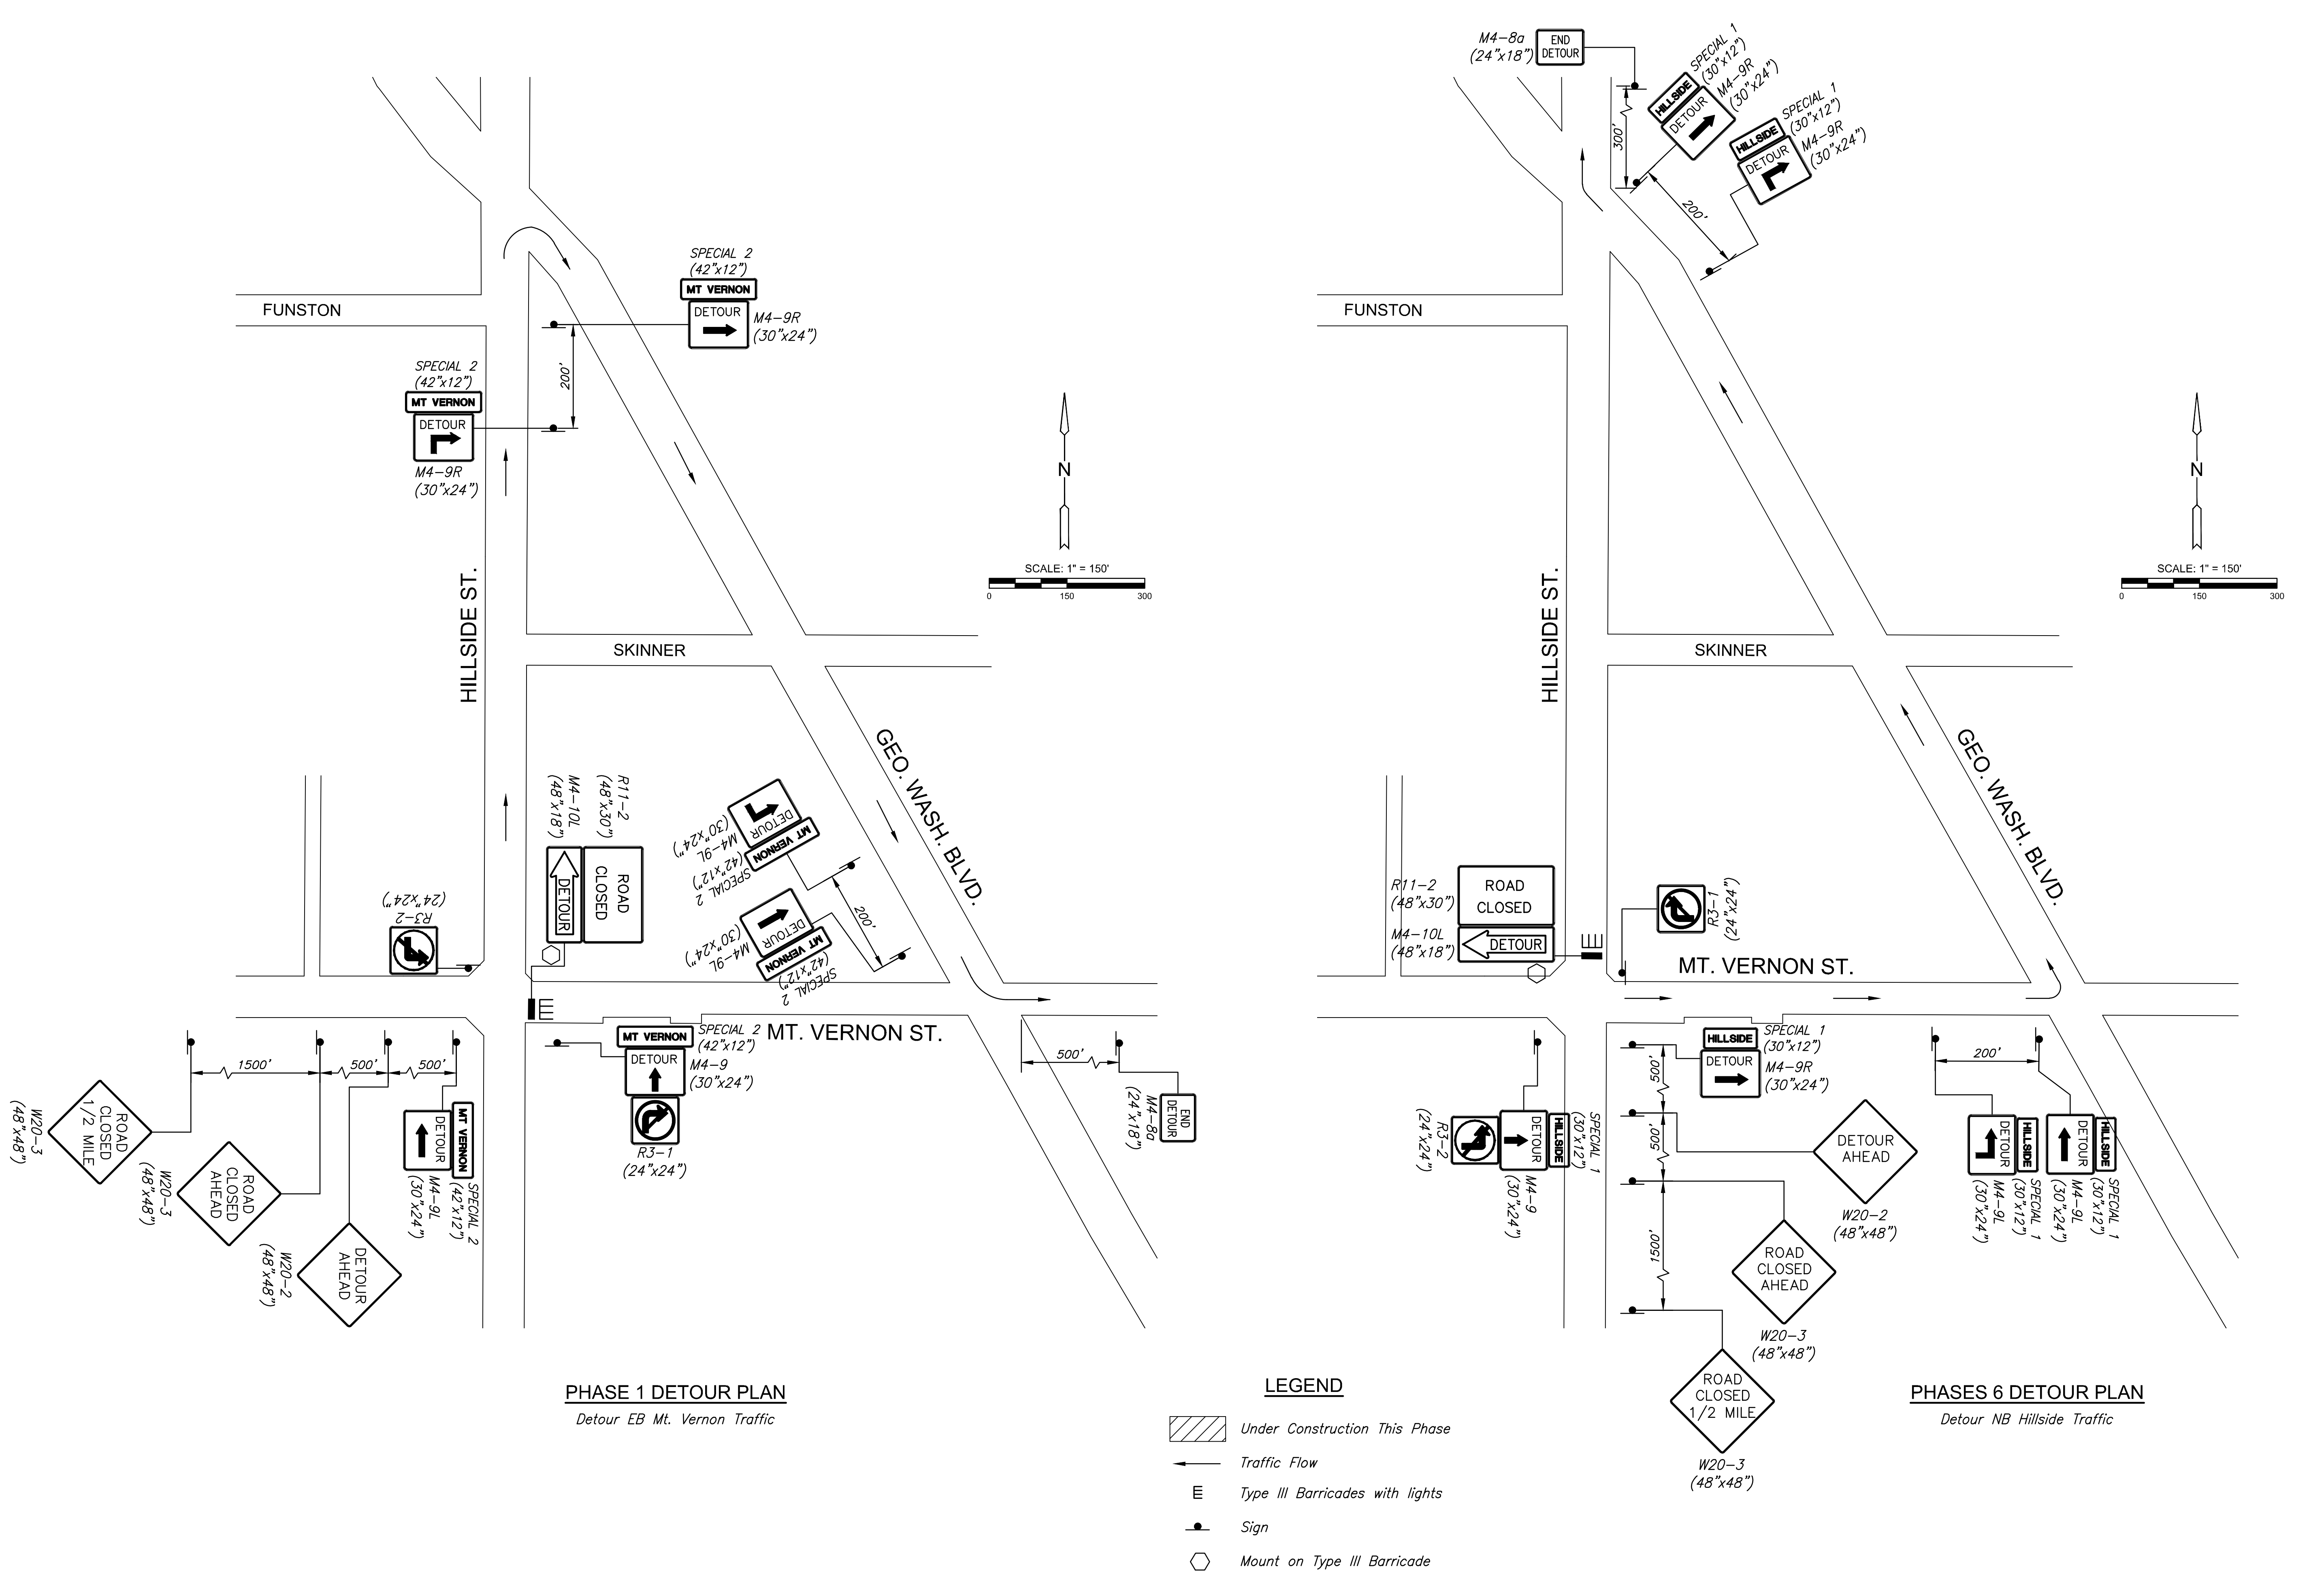 SPECIAL 2
(42"x12")
MT VERNON
DETOUR
M4-9R
(30"x24")
FUNSTON
200'
SPECIAL 2
(42"x12")
MT VERNON
DETOUR
M4-9R
(30"x24")
N
SCALE: 1" = 150'
0 150 300
HILLSIDE ST.
SKINNER
GEO. WASH. BLVD.
R11-2
(48"x30")
M4-10L
(48"x18")
ROAD
CLOSED
DETOUR
DETOUR
MT VERNON
M4-9L
(30"x24")
SPECIAL 2
(42"x12")
DETOUR
MT VERNON
M4-9L
(30"x24")
SPECIAL 2
(42"x12")
200'
R3-2
(24"x24")
MT. VERNON ST.
MT VERNON
SPECIAL 2
(42"x12")
DETOUR
M4-9
(30"x24")
R3-1
(24"x24")
1500'
500'
500'
500'
ROAD
CLOSED
1/2 MILE
W20-3
(48"x48")
ROAD
CLOSED
AHEAD
W20-3
(48"x48")
DETOUR
AHEAD
W20-2
(48"x48")
MT VERNON
DETOUR
SPECIAL 2
(42"x12")
M4-9L
(30"x24")
END
DETOUR
M4-8a
(24"x18")
PHASE 1 DETOUR PLAN
Detour EB Mt. Vernon Traffic
M4-8a
(24"x18")
END
DETOUR
300'
SPECIAL 1
(30"x12")
HILLSIDE
DETOUR
M4-9R
(30"x24")
SPECIAL 1
(30"x12")
HILLSIDE
DETOUR
M4-9R
(30"x24")
200'
FUNSTON
N
SCALE: 1" = 150'
0 150 300
HILLSIDE ST.
SKINNER
GEO. WASH. BLVD.
R11-2
(48"x30")
ROAD
CLOSED
M4-10L
(48"x18")
DETOUR
R3-1
(24"x24")
MT. VERNON ST.
HILLSIDE
SPECIAL 1
(30"x12")
DETOUR
M4-9R
(30"x24")
500'
500'
1500'
200'
R3-2
(24"x24")
DETOUR
HILLSIDE
SPECIAL 1
(30"x12")
M4-9
(30"x24")
DETOUR
AHEAD
W20-2
(48"x48")
ROAD
CLOSED
AHEAD
W20-3
(48"x48")
ROAD
CLOSED
1/2 MILE
W20-3
(48"x48")
DETOUR
HILLSIDE
M4-9L
(30"x24")
SPECIAL 1
(30"x12")
DETOUR
HILLSIDE
M4-9L
(30"x24")
SPECIAL 1
(30"x12")
PHASES 6 DETOUR PLAN
Detour NB Hillside Traffic
LEGEND
Under Construction This Phase
Traffic Flow
Type III Barricades with lights
Sign
Mount on Type III Barricade